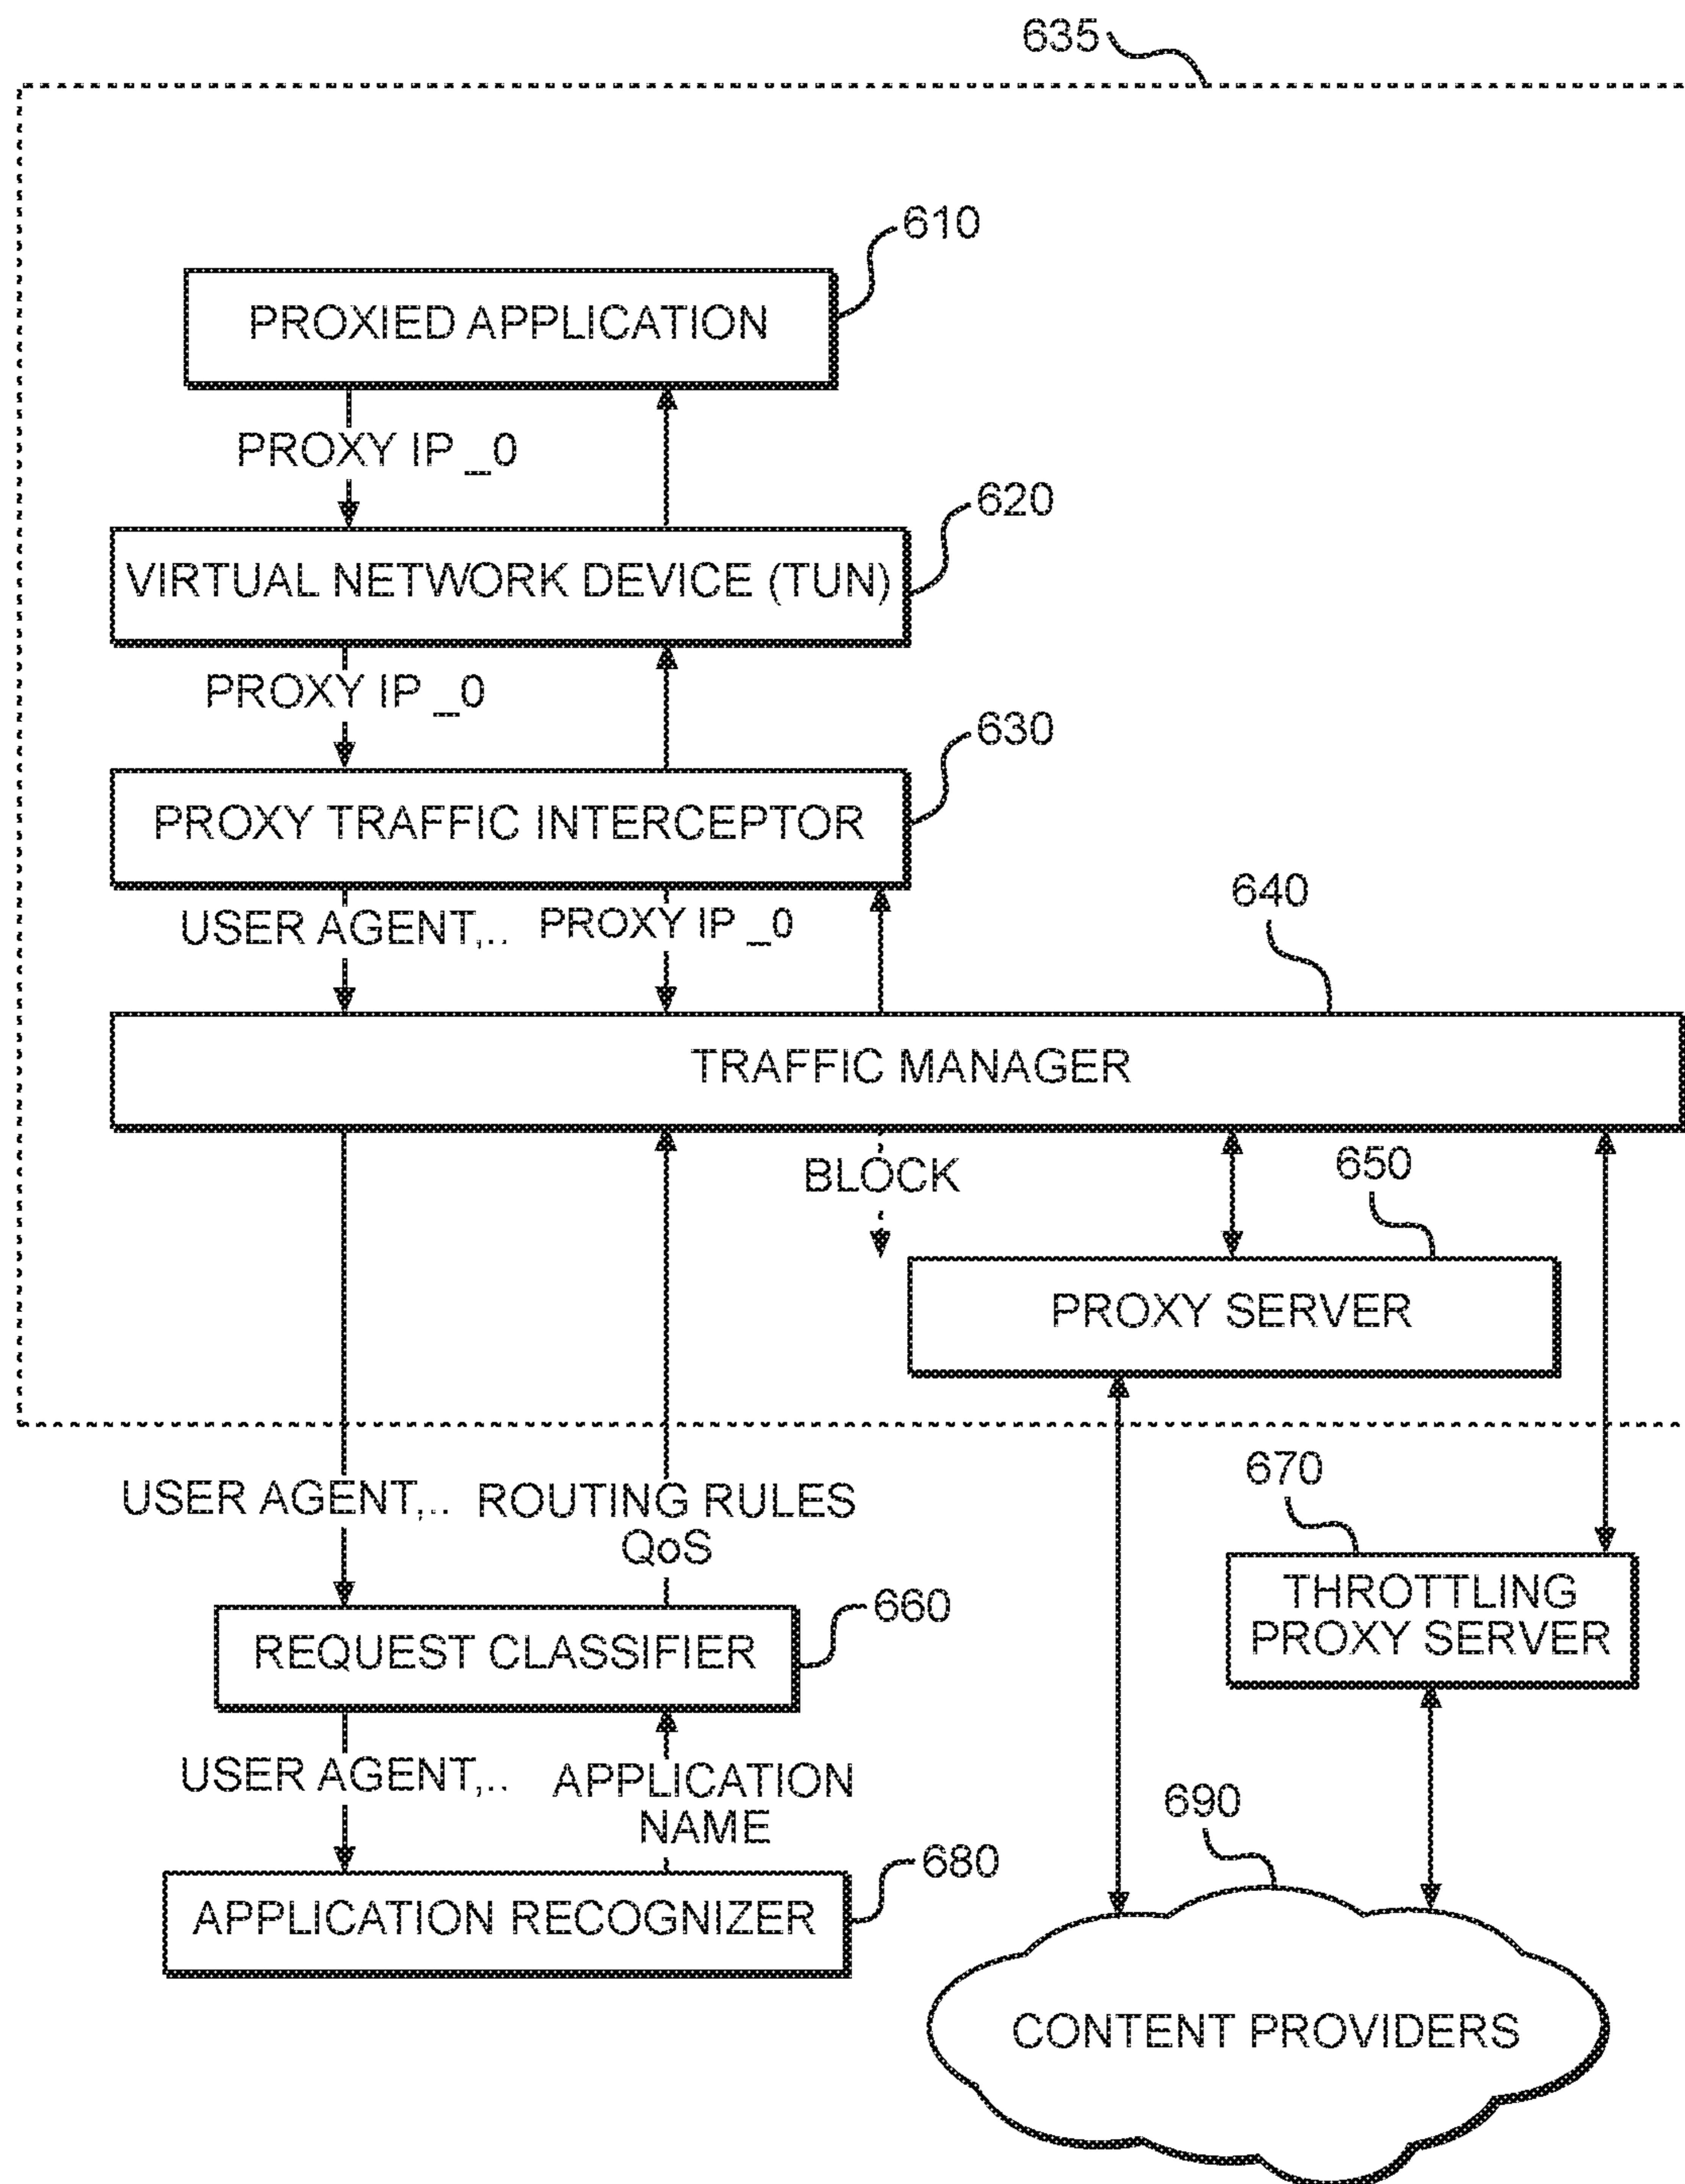 635
610
PROXIED APPLICATION
PROXY IP _0
620
VIRTUAL NETWORK DEVICE (TUN)
PROXY IP _0
630
PROXY TRAFFIC INTERCEPTOR
USER AGENT,.. PROXY IP _0
640
TRAFFIC MANAGER
BLOCK
650
PROXY SERVER
USER AGENT,.. ROUTING RULES
QoS
670
THROTTLING
PROXY SERVER
660
REQUEST CLASSIFIER
USER AGENT,.. APPLICATION
NAME
690
680
APPLICATION RECOGNIZER
CONTENT PROVIDERS